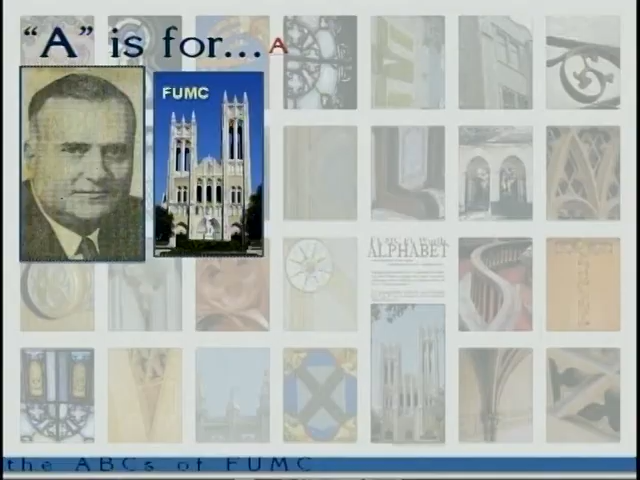 “A” is for... A
FUMC
ALPHABET
the ABCs of FUMC